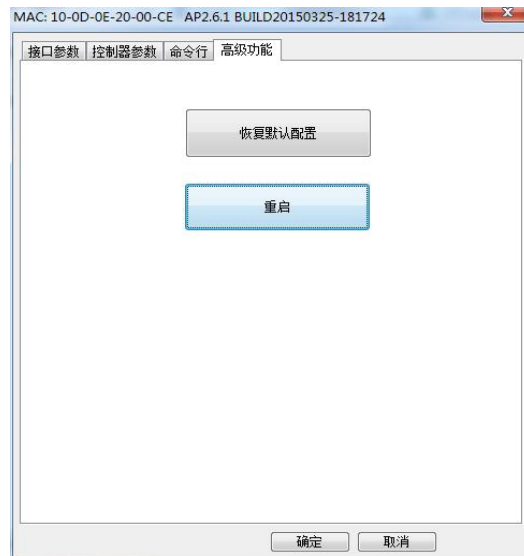 MAC: 10-0D-0E-20-00-CE AP2.6.1 BUILD20150325-181724
接口参数 控制器参数 命令行 高级功能
恢复默认配置
重启
确定 取消